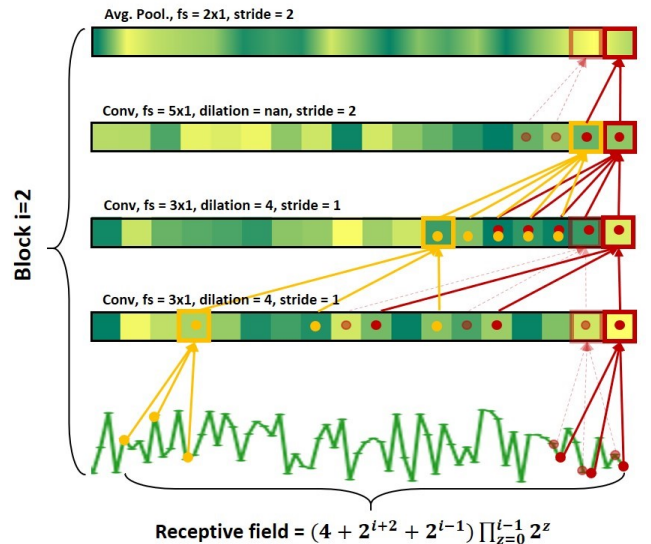 Avg. Pool., fs = 2x1, stride = 2
Conv, fs = 5x1, dilation = nan, stride = 2
Conv, fs = 3x1, dilation = 4, stride = 1
Block i=2
Conv, fs = 3x1, dilation = 4, stride = 1
Receptive field = $(4 + 2^{i+2} + 2^{i-1}) \prod_{z=0}^{i-1} 2^z$